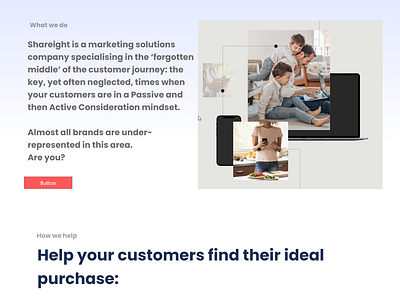 What we do
Shareight is a marketing solutions
company specialising in the ‘forgotten
middle’ of the customer journey: the
key, yet often neglected, times when
your customers are in a Passive and
then Active Consideration mindset.
Almost all brands are under-
represented in this area.
Are you?
Button
How we help
Help your customers find their ideal
purchase: